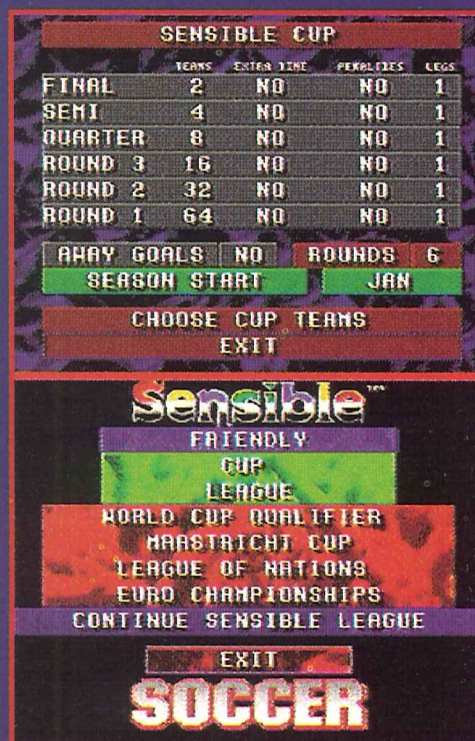 SENSIBLE CUP
TEAMS EXTRA TIME PENALTIES LEGS
FINAL 2 NO NO 1
SEMI 4 NO NO 1
QUARTER 8 NO NO 1
ROUND 3 16 NO NO 1
ROUND 2 32 NO NO 1
ROUND 1 64 NO NO 1
AWAY GOALS NO ROUNDS 6
SEASON START JAN
CHOOSE CUP TEAMS
EXIT
Sensible™
FRIENDLY
CUP
LEAGUE
WORLD CUP QUALIFIER
MAASTRICHT CUP
LEAGUE OF NATIONS
EURO CHAMPIONSHIPS
CONTINUE SENSIBLE LEAGUE
EXIT
SOCCER